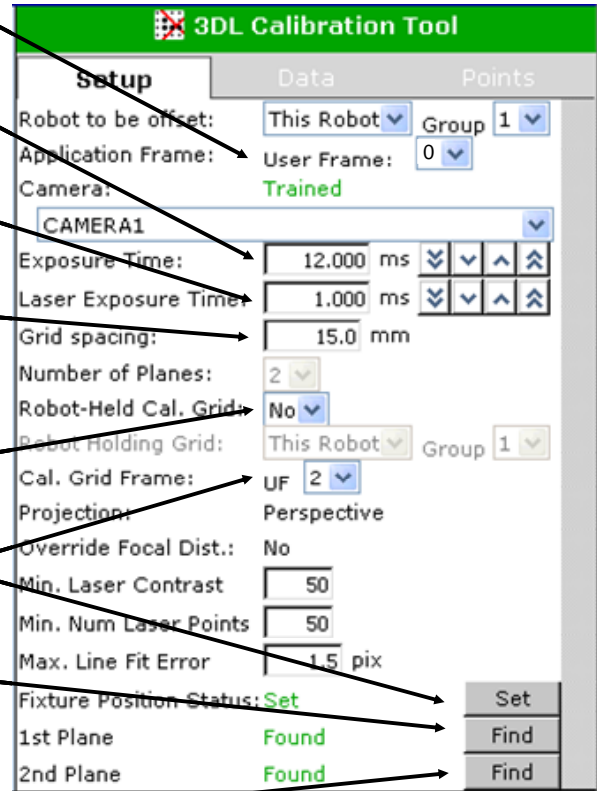 3DL Calibration Tool
Setup Data Points
Robot to be offset: This Robot Group 1
Application Frame: User Frame: 0
Camera: Trained
CAMERA1
Exposure Time: 12.000 ms
Laser Exposure Time: 1.000 ms
Grid spacing: 15.0 mm
Number of Planes: 2
Robot-Held Cal. Grid: No
Robot Holding Grid: This Robot Group 1
Cal. Grid Frame: UF 2
Projection: Perspective
Override Focal Dist.: No
Min. Laser Contrast 50
Min. Num Laser Points 50
Max. Line Fit Error 1.5 pix
Fixture Position Status: Set Set
1st Plane Found Find
2nd Plane Found Find